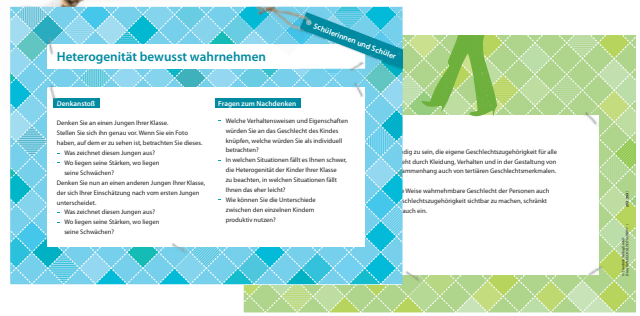 Schülerinnen und Schüler
Heterogenität bewusst wahrnehmen
Denkanstoß
Denken Sie an einen Jungen Ihrer Klasse.
Stellen Sie sich ihn genau vor. Wenn Sie ein Foto
haben, auf dem er zu sehen ist, betrachten Sie dieses.
– Was zeichnet diesen Jungen aus?
– Wo liegen seine Stärken, wo liegen
seine Schwächen?
Denken Sie nun an einen anderen Jungen Ihrer Klasse,
der sich Ihrer Einschätzung nach vom ersten Jungen
unterscheidet.
– Was zeichnet diesen Jungen aus?
– Wo liegen seine Stärken, wo liegen
seine Schwächen?
Fragen zum Nachdenken
– Welche Verhaltensweisen und Eigenschaften
würden Sie an das Geschlecht des Kindes
knüpfen, welche würden Sie als individuell
betrachten?
– In welchen Situationen fällt es Ihnen schwer,
die Heterogenität der Kinder Ihrer Klasse
zu beachten, in welchen Situationen fällt
Ihnen das eher leicht?
– Wie können Sie die Unterschiede
zwischen den einzelnen Kindern
produktiv nutzen?
dig zu sein, die eigene Geschlechtszugehörigkeit für alle
eht durch Kleidung, Verhalten und in der Gestaltung von
ammenhang auch von tertiären Geschlechtsmerkmalen.
Weise wahrnehmbare Geschlecht der Personen auch
schlechtszugehörigkeit sichtbar zu machen, schränkt
auch ein.